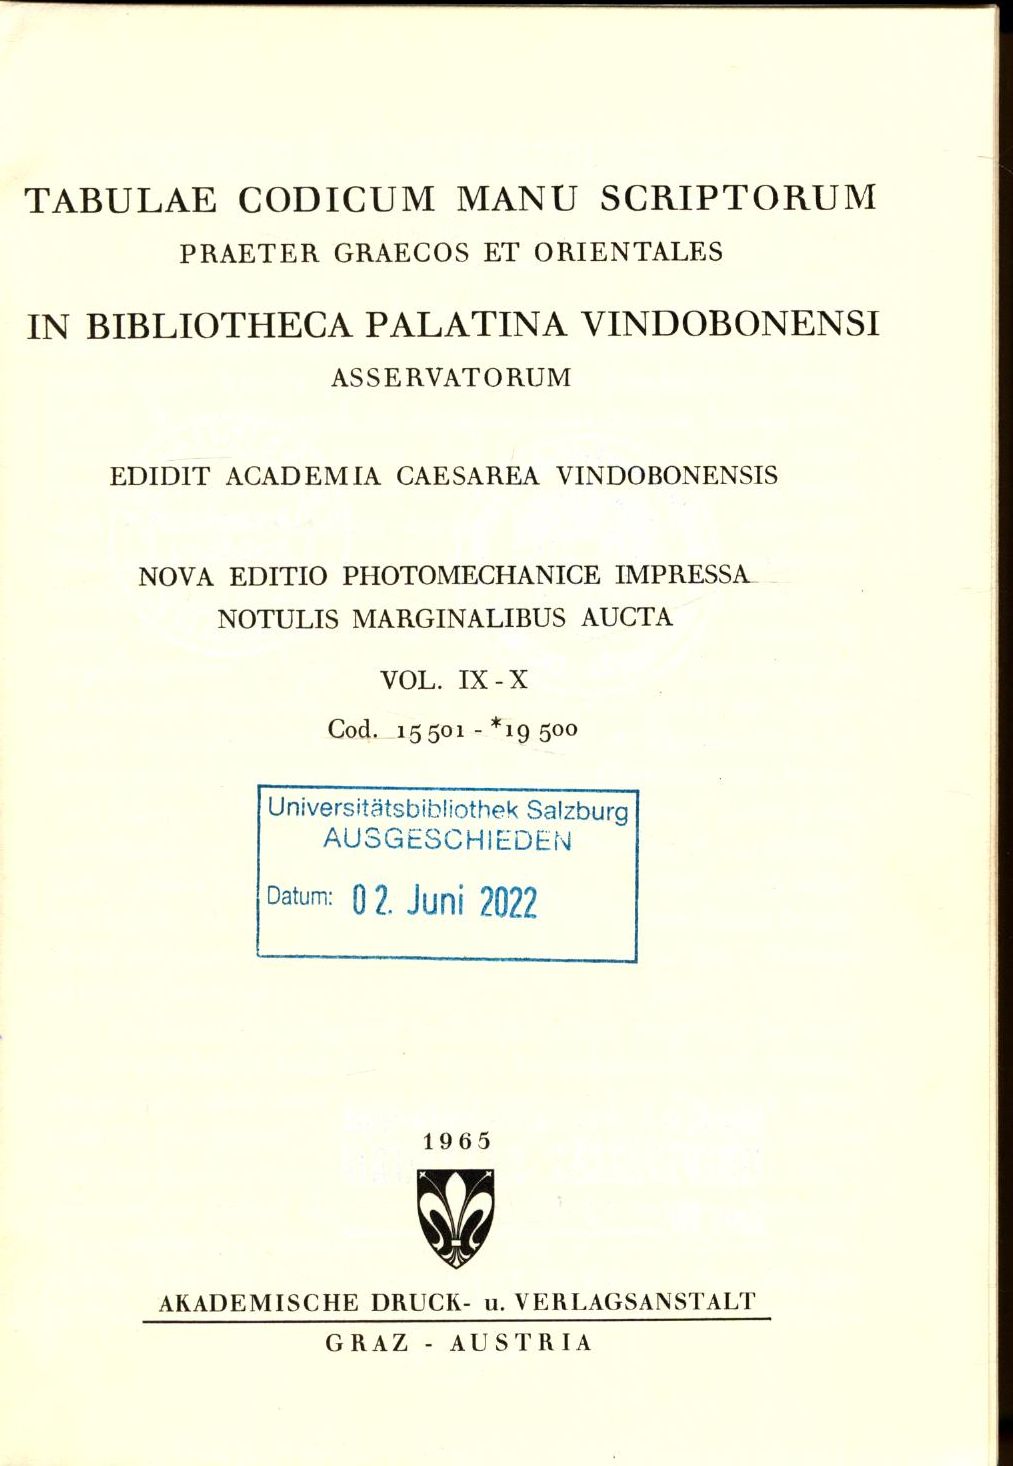 TABULAE CODICUM MANU SCRIPTORUM
PRAETER GRAECOS ET ORIENTALES
IN BIBLIOTHECA PALATINA VINDOBONENSI
ASSERVATORUM
EDIDIT ACADEMIA CAESAREA VINDOBONENSIS
NOVA EDITIO PHOTOMECHANICE IMPRESSA
NOTULIS MARGINALIBUS AUCTA
VOL. IX - X
Cod. 15 501 - *19 500
Universitätsbibliothek Salzburg
AUSGESCHIEDEN
Datum: 02. Juni 2022
1965
AKADEMISCHE DRUCK- u. VERLAGSANSTALT
GRAZ - AUSTRIA